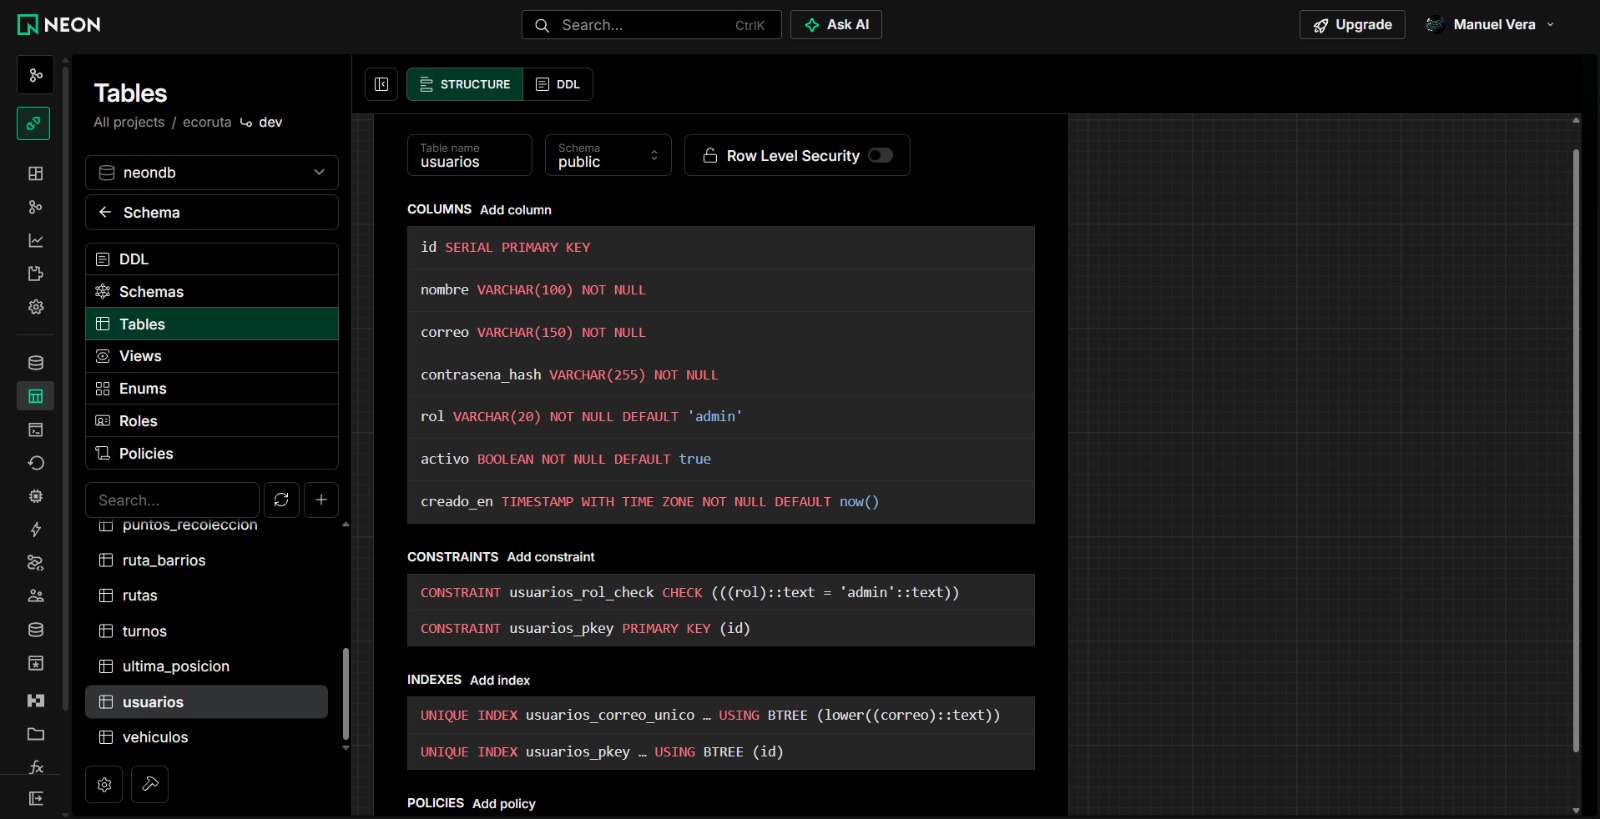 NEON
Search... CtrlK
Ask AI
Upgrade
Manuel Vera
Tables
All projects / ecoruta dev
neondb
Schema
DDL
Schemas
Tables
Views
Enums
Roles
Policies
Search...
puntos_recoleccion
ruta_barrios
rutas
turnos
ultima_posicion
usuarios
vehiculos
STRUCTURE
DDL
Table name
usuarios
Schema
public
Row Level Security
COLUMNS Add column
id SERIAL PRIMARY KEY
nombre VARCHAR(100) NOT NULL
correo VARCHAR(150) NOT NULL
contrasena_hash VARCHAR(255) NOT NULL
rol VARCHAR(20) NOT NULL DEFAULT 'admin'
activo BOOLEAN NOT NULL DEFAULT true
creado_en TIMESTAMP WITH TIME ZONE NOT NULL DEFAULT now()
CONSTRAINTS Add constraint
CONSTRAINT usuarios_rol_check CHECK (((rol)::text = 'admin'::text))
CONSTRAINT usuarios_pkey PRIMARY KEY (id)
INDEXES Add index
UNIQUE INDEX usuarios_correo_unico … USING BTREE (lower((correo)::text))
UNIQUE INDEX usuarios_pkey … USING BTREE (id)
POLICIES Add policy